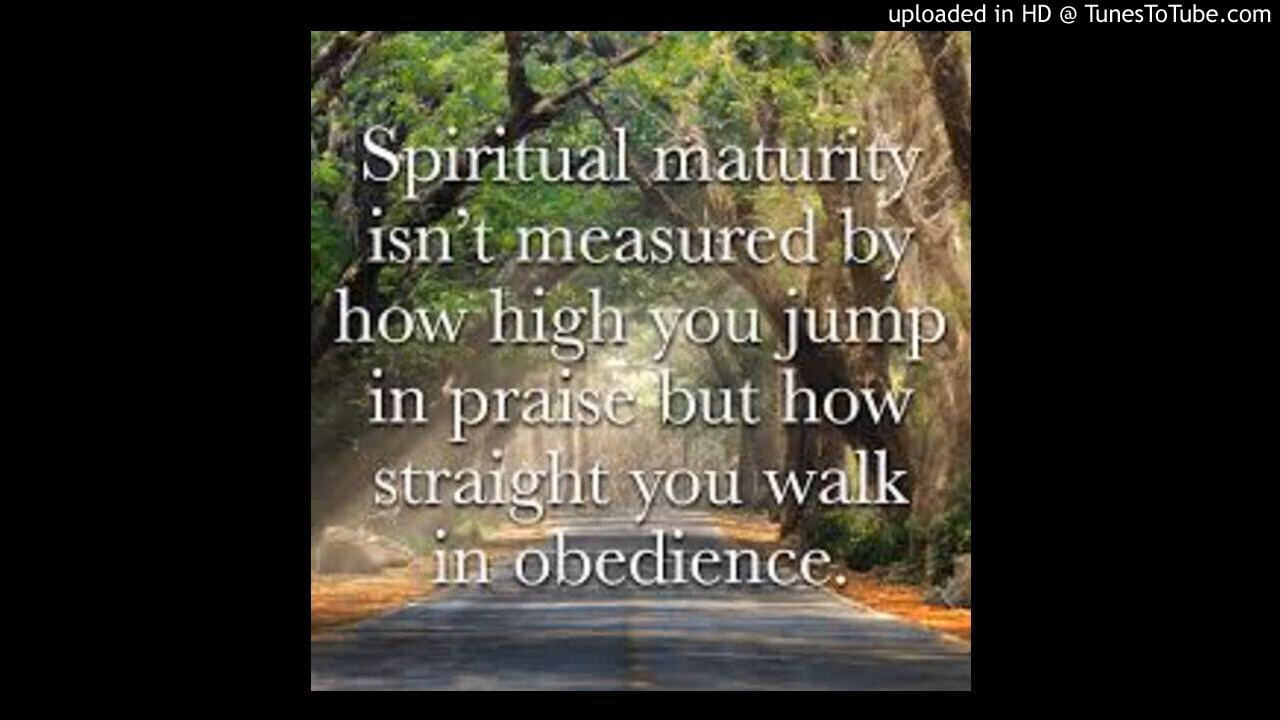 uploaded in HD @ TunesToTube.com
Spiritual maturity
isn't measured by
how high you jump
in praise but how
straight you walk
in obedience.